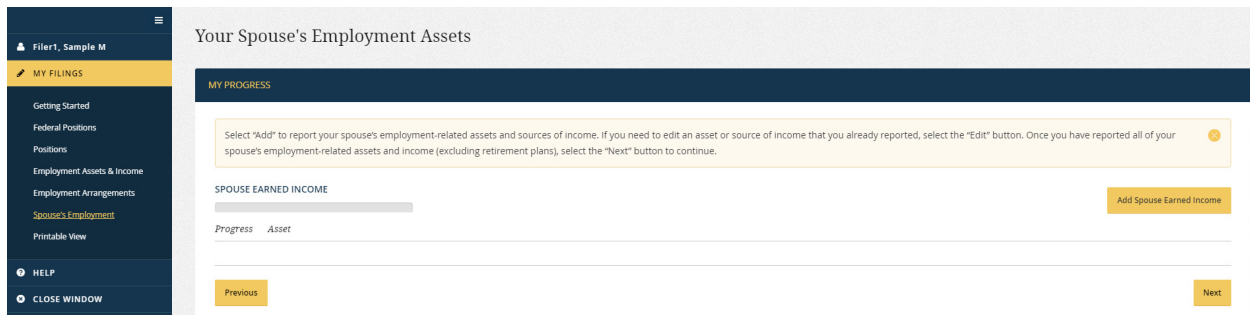 Filer1, Sample M
MY FILINGS
Getting Started
Federal Positions
Positions
Employment Assets & Income
Employment Arrangements
Spouse's Employment
Printable View
HELP
CLOSE WINDOW
Your Spouse's Employment Assets
MY PROGRESS
Select "Add" to report your spouse's employment-related assets and sources of income. If you need to edit an asset or source of income that you already reported, select the "Edit" button. Once you have reported all of your
spouse's employment-related assets and income (excluding retirement plans), select the "Next" button to continue.
SPOUSE EARNED INCOME
Add Spouse Earned Income
Progress Asset
Previous
Next